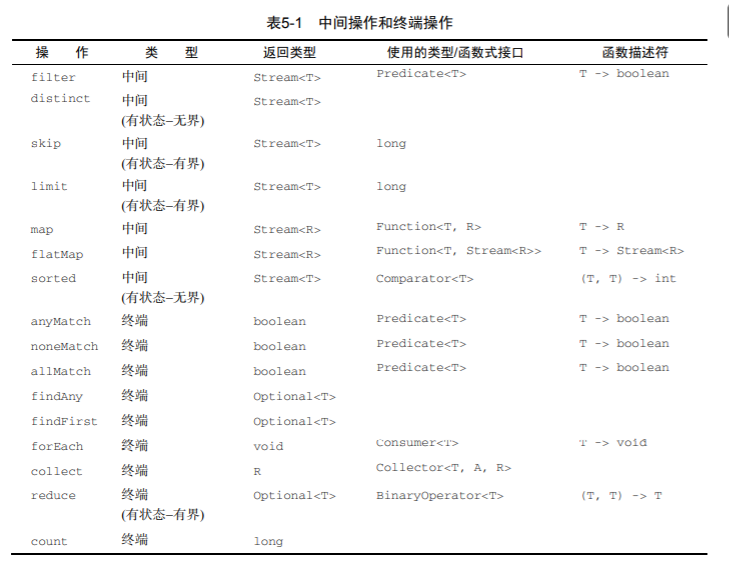 表5-1 中间操作和终端操作
操 作 类 型 返回类型 使用的类型/函数式接口 函数描述符
filter 中间 Stream<T> Predicate<T> T -> boolean
distinct 中间 Stream<T>
(有状态–无界)
skip 中间 Stream<T> long
(有状态–有界)
limit 中间 Stream<T> long
(有状态–有界)
map 中间 Stream<R> Function<T, R> T -> R
flatMap 中间 Stream<R> Function<T, Stream<R>> T -> Stream<R>
sorted 中间 Stream<T> Comparator<T> (T, T) -> int
(有状态–无界)
anyMatch 终端 boolean Predicate<T> T -> boolean
noneMatch 终端 boolean Predicate<T> T -> boolean
allMatch 终端 boolean Predicate<T> T -> boolean
findAny 终端 Optional<T>
findFirst 终端 Optional<T>
forEach 终端 void Consumer<T> T -> void
collect 终端 R Collector<T, A, R>
reduce 终端 Optional<T> BinaryOperator<T> (T, T) -> T
(有状态–有界)
count 终端 long